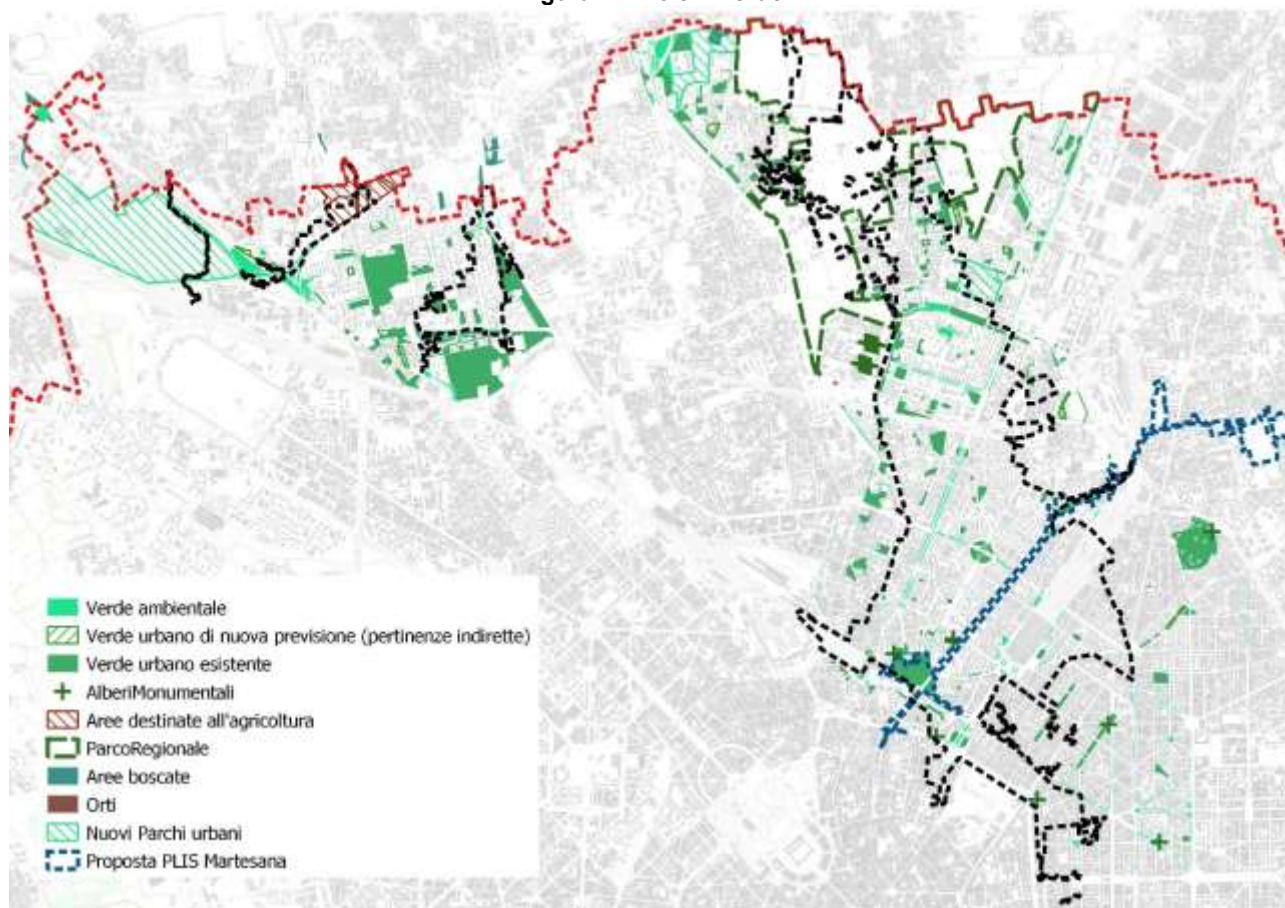 Verde ambientale
Verde urbano di nuova previsione (pertinenze indirette)
Verde urbano esistente
AlberiMonumentali
Aree destinate all'agricoltura
ParcoRegionale
Aree boscate
Orti
Nuovi Parchi urbani
Proposta PLIS Martesana